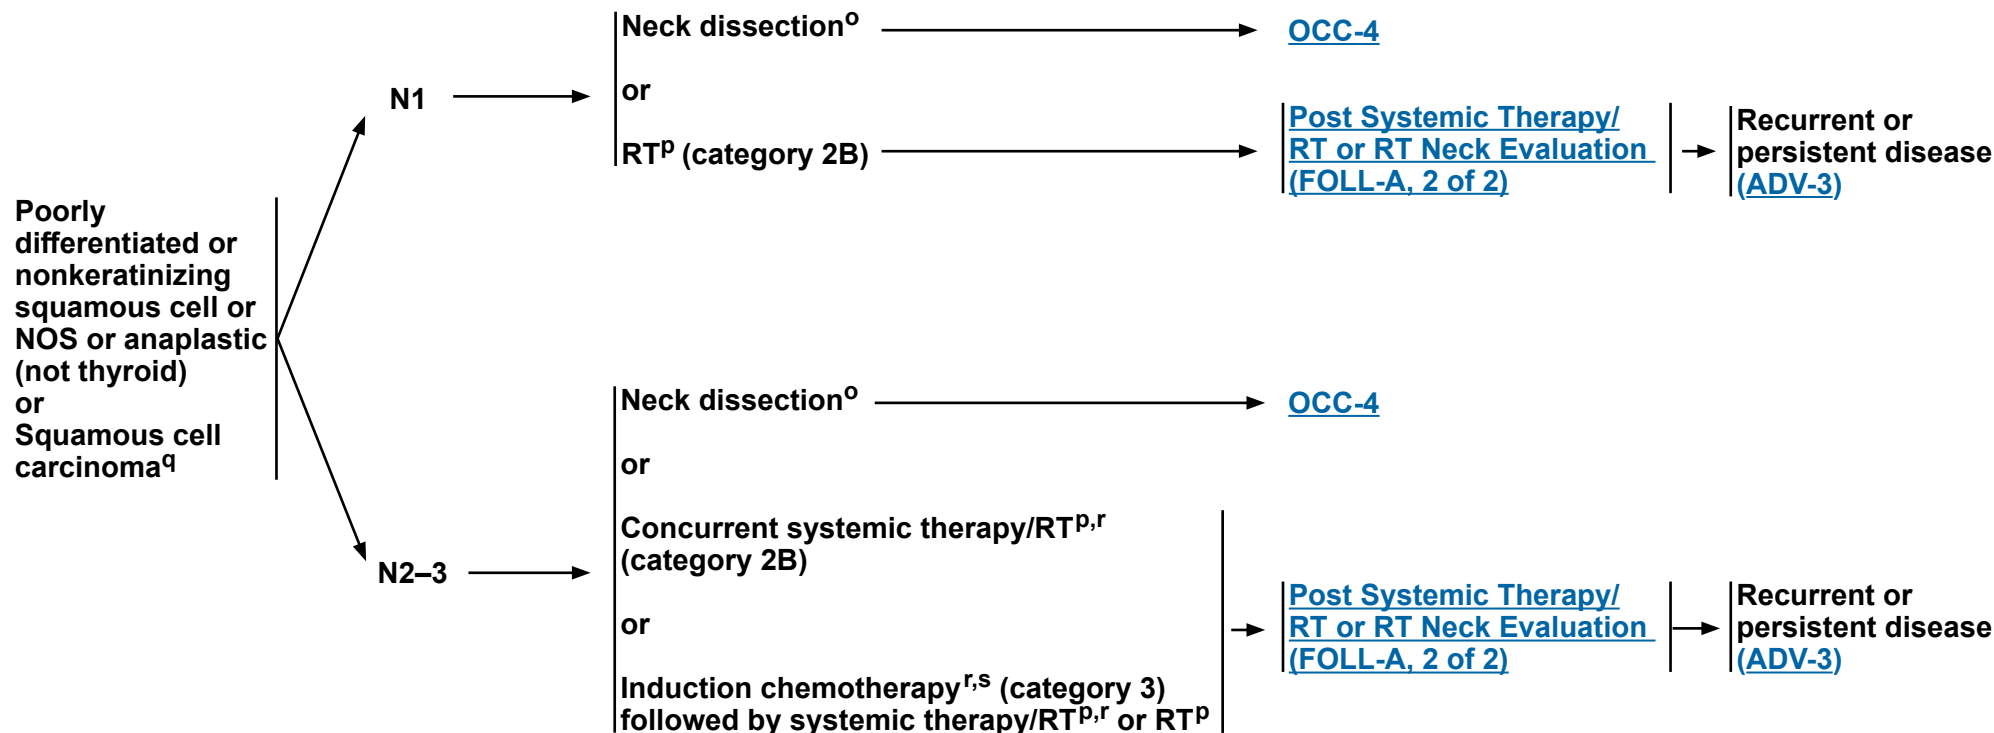 Poorly
differentiated or
nonkeratinizing
squamous cell or
NOS or anaplastic
(not thyroid)
or
Squamous cell
carcinomaq
N1
Neck dissectiono
or
RTp (category 2B)
OCC-4
Post Systemic Therapy/
RT or RT Neck Evaluation
(FOLL-A, 2 of 2)
Recurrent or
persistent disease
(ADV-3)
N2–3
Neck dissectiono
or
Concurrent systemic therapy/RTp,r
(category 2B)
or
Induction chemotherapyr,s (category 3)
followed by systemic therapy/RTp,r or RTp
OCC-4
Post Systemic Therapy/
RT or RT Neck Evaluation
(FOLL-A, 2 of 2)
Recurrent or
persistent disease
(ADV-3)